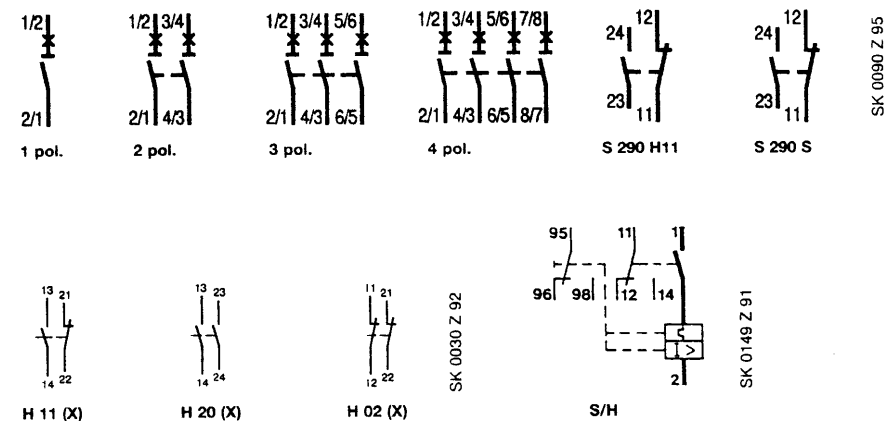 1/2 1/2 3/4 1/2 3/4 5/6 1/2 3/4 5/6 7/8 12 12
24 24
23 23
2/1 2/1 4/3 2/1 4/3 6/5 2/1 4/3 6/5 8/7 11 11
1 pol. 2 pol. 3 pol. 4 pol. S 290 H11 S 290 S
SK 0090 Z 95
95 11 1
96 98 12 14
13 21 13 23 11 21
14 22 14 24 12 22
2
H 11 (X) H 20 (X) H 02 (X) S/H
SK 0030 Z 92
SK 0149 Z 91